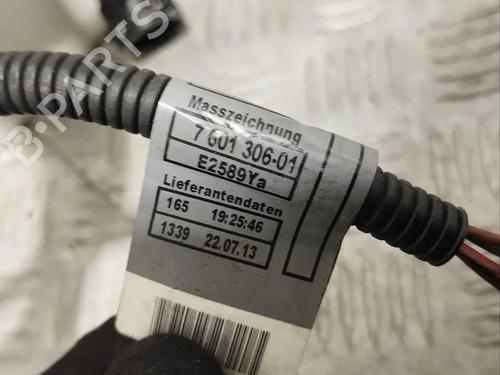 Masszeichnung
7 601 306-01
E2589Ya
Lieferantendaten
165 19:25:46
1339 22.07.13
B-PARTS